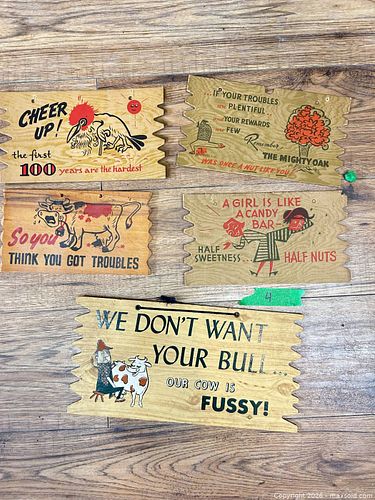 CHEER
UP!
the first
100 years are the hardest
...IF YOUR TROUBLES
are PLENTIFUL
and YOUR REWARDS
are FEW
Remember
THE MIGHTY OAK
WAS ONCE A NUT LIKE YOU!
So you
THINK YOU GOT TROUBLES
A GIRL IS LIKE
A CANDY
BAR-
HALF
SWEETNESS... HALF NUTS
4
WE DON'T WANT
YOUR BULL...
OUR COW IS
FUSSY!
Copyright 2026 - maxsold.com